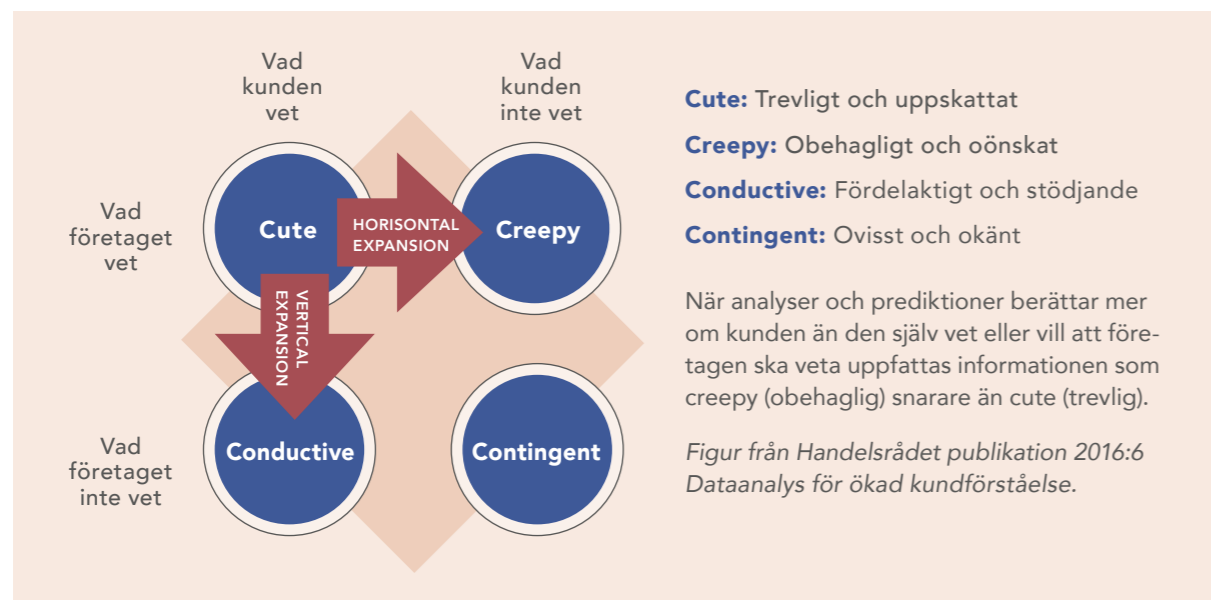 Vad
kunden
vet
Vad
kunden
inte vet
Vad
företaget
vet
Cute
HORISONTAL
EXPANSION
Creepy
VERTICAL
EXPANSION
Vad
företaget
inte vet
Conductive
Contingent
Cute: Trevligt och uppskattat
Creepy: Obehagligt och oönskat
Conductive: Fördelaktigt och stödjande
Contingent: Ovisst och okänt
När analyser och prediktioner berättar mer
om kunden än den själv vet eller vill att före-
tagen ska veta uppfattas informationen som
creepy (obehaglig) snarare än cute (trevlig).
Figur från Handelsrådet publikation 2016:6
Dataanalys för ökad kundförståelse.